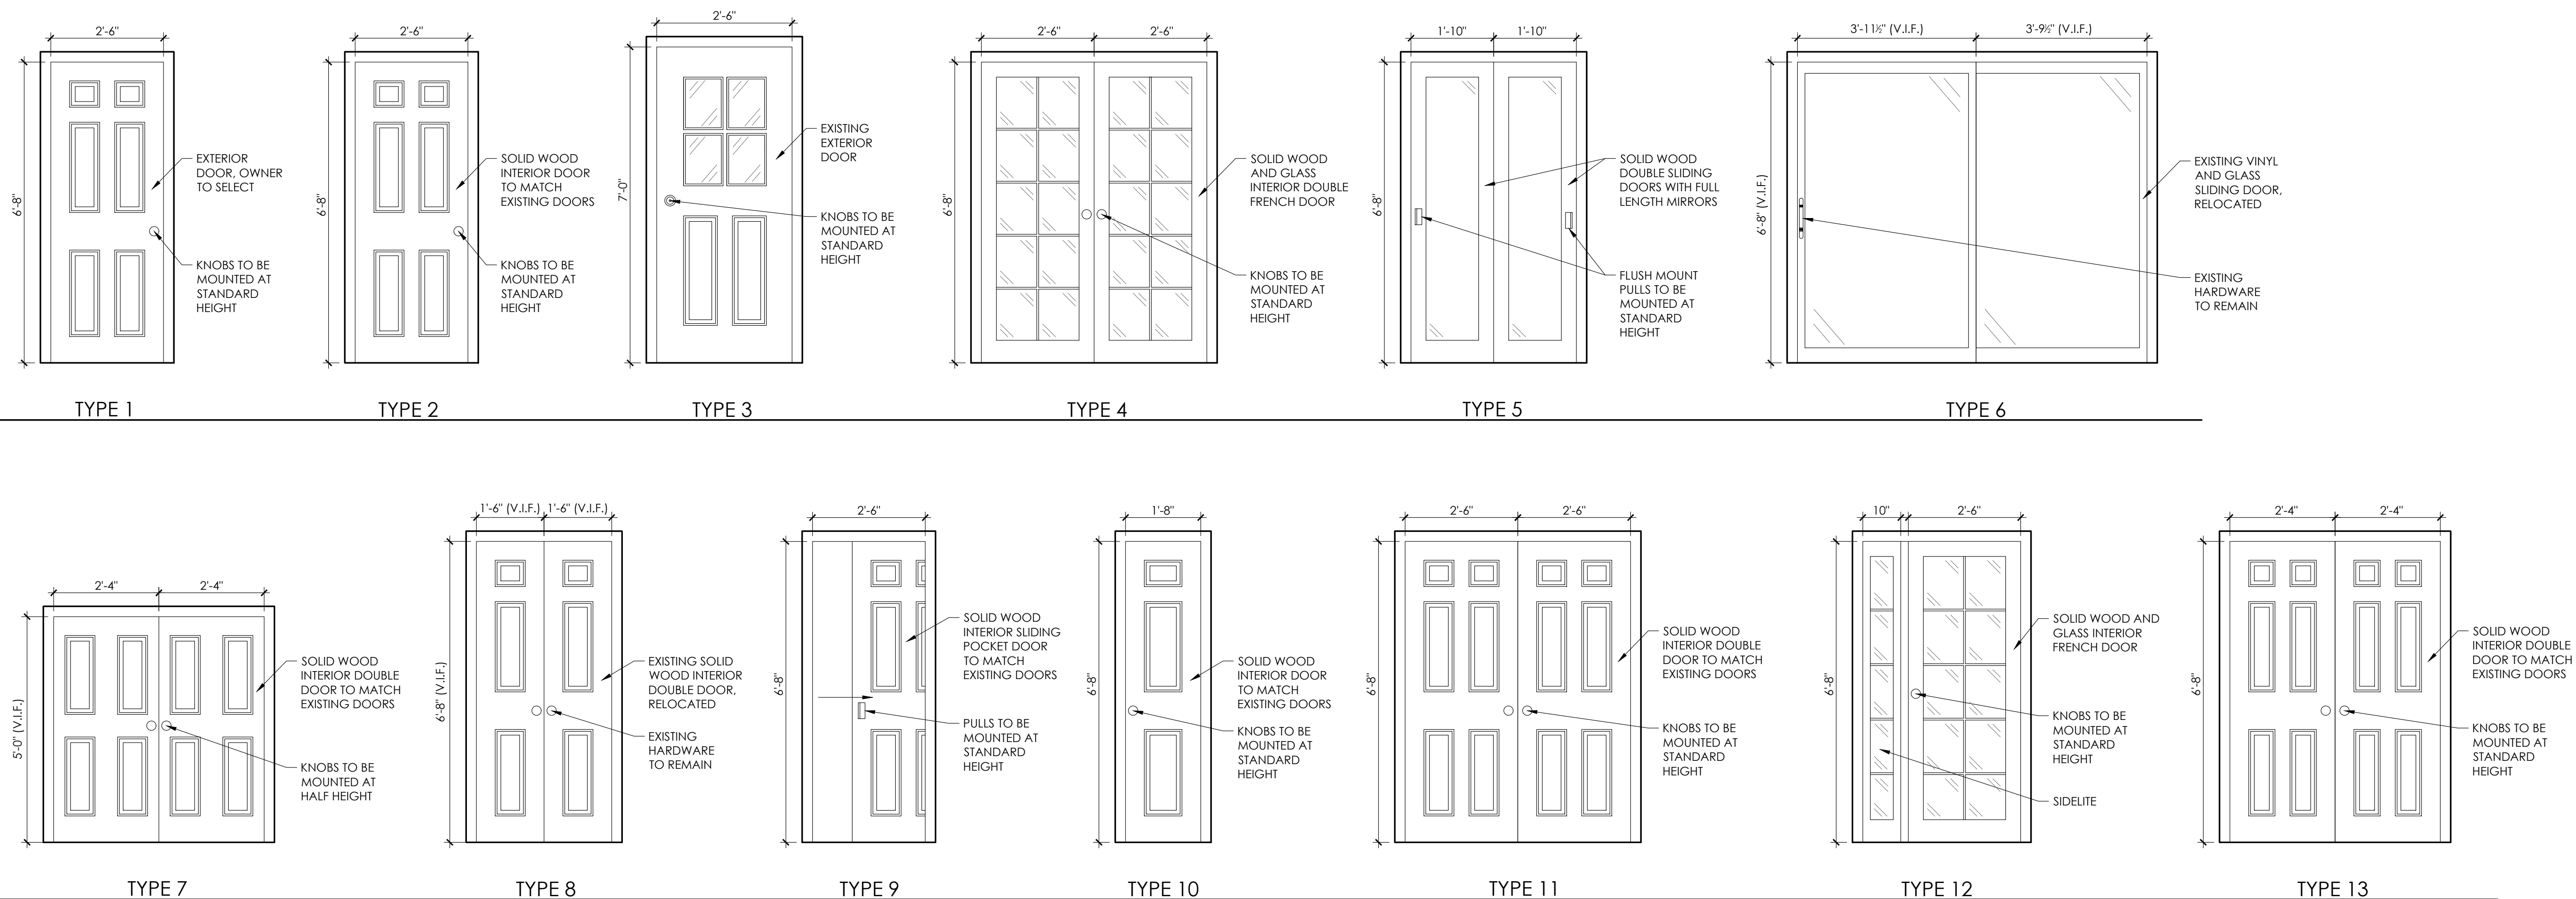 2'-6"
6'-8"
EXTERIOR
DOOR, OWNER
TO SELECT
KNOBS TO BE
MOUNTED AT
STANDARD
HEIGHT
TYPE 1
2'-6"
6'-8"
SOLID WOOD
INTERIOR DOOR
TO MATCH
EXISTING DOORS
KNOBS TO BE
MOUNTED AT
STANDARD
HEIGHT
TYPE 2
2'-6"
7'-0"
EXISTING
EXTERIOR
DOOR
KNOBS TO BE
MOUNTED AT
STANDARD
HEIGHT
TYPE 3
2'-6" 2'-6"
6'-8"
SOLID WOOD
AND GLASS
INTERIOR DOUBLE
FRENCH DOOR
KNOBS TO BE
MOUNTED AT
STANDARD
HEIGHT
TYPE 4
1'-10" 1'-10"
6'-8"
SOLID WOOD
DOUBLE SLIDING
DOORS WITH FULL
LENGTH MIRRORS
FLUSH MOUNT
PULLS TO BE
MOUNTED AT
STANDARD
HEIGHT
TYPE 5
3'-11½" (V.I.F.) 3'-9½" (V.I.F.)
6'-8" (V.I.F.)
EXISTING VINYL
AND GLASS
SLIDING DOOR,
RELOCATED
EXISTING
HARDWARE
TO REMAIN
TYPE 6
2'-4" 2'-4"
5'-0" (V.I.F.)
SOLID WOOD
INTERIOR DOUBLE
DOOR TO MATCH
EXISTING DOORS
KNOBS TO BE
MOUNTED AT
HALF HEIGHT
TYPE 7
1'-6" (V.I.F.) 1'-6" (V.I.F.)
6'-8" (V.I.F.)
EXISTING SOLID
WOOD INTERIOR
DOUBLE DOOR,
RELOCATED
EXISTING
HARDWARE
TO REMAIN
TYPE 8
2'-6"
6'-8"
SOLID WOOD
INTERIOR SLIDING
POCKET DOOR
TO MATCH
EXISTING DOORS
PULLS TO BE
MOUNTED AT
STANDARD
HEIGHT
TYPE 9
1'-8"
6'-8"
SOLID WOOD
INTERIOR DOOR
TO MATCH
EXISTING DOORS
KNOBS TO BE
MOUNTED AT
STANDARD
HEIGHT
TYPE 10
2'-6" 2'-6"
6'-8"
SOLID WOOD
INTERIOR DOUBLE
DOOR TO MATCH
EXISTING DOORS
KNOBS TO BE
MOUNTED AT
STANDARD
HEIGHT
TYPE 11
10" 2'-6"
6'-8"
SOLID WOOD AND
GLASS INTERIOR
FRENCH DOOR
KNOBS TO BE
MOUNTED AT
STANDARD
HEIGHT
SIDELITE
TYPE 12
2'-4" 2'-4"
6'-8"
SOLID WOOD
INTERIOR DOUBLE
DOOR TO MATCH
EXISTING DOORS
KNOBS TO BE
MOUNTED AT
STANDARD
HEIGHT
TYPE 13